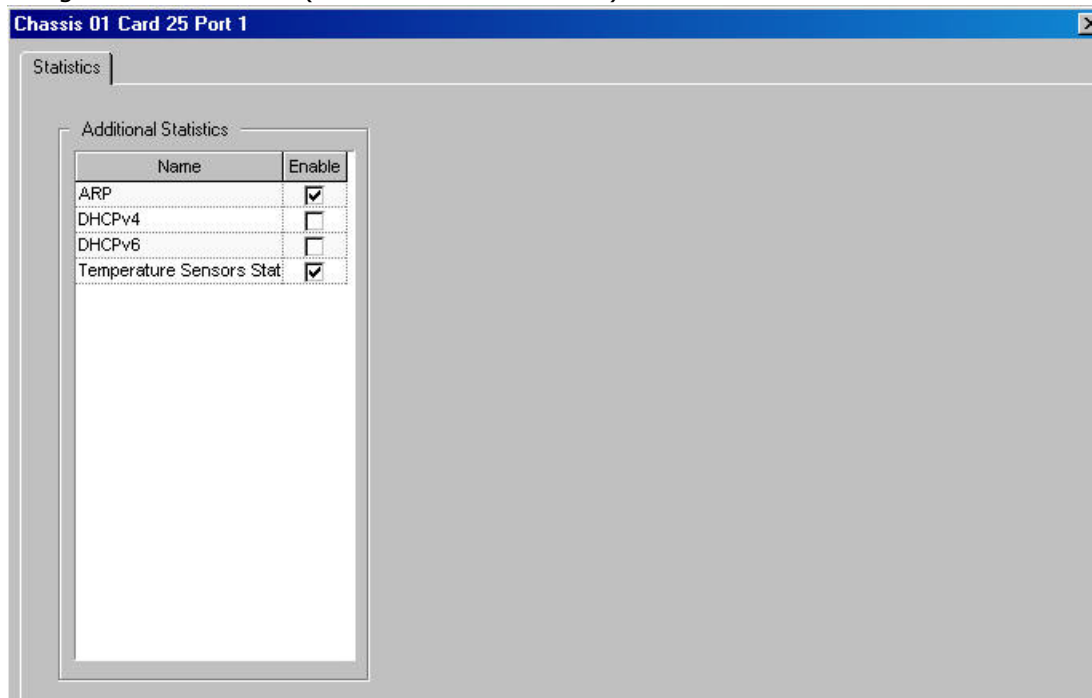 Chassis 01 Card 25 Port 1
Statistics
Additional Statistics
Name Enable
ARP
DHCPv4
DHCPv6
Temperature Sensors Stat